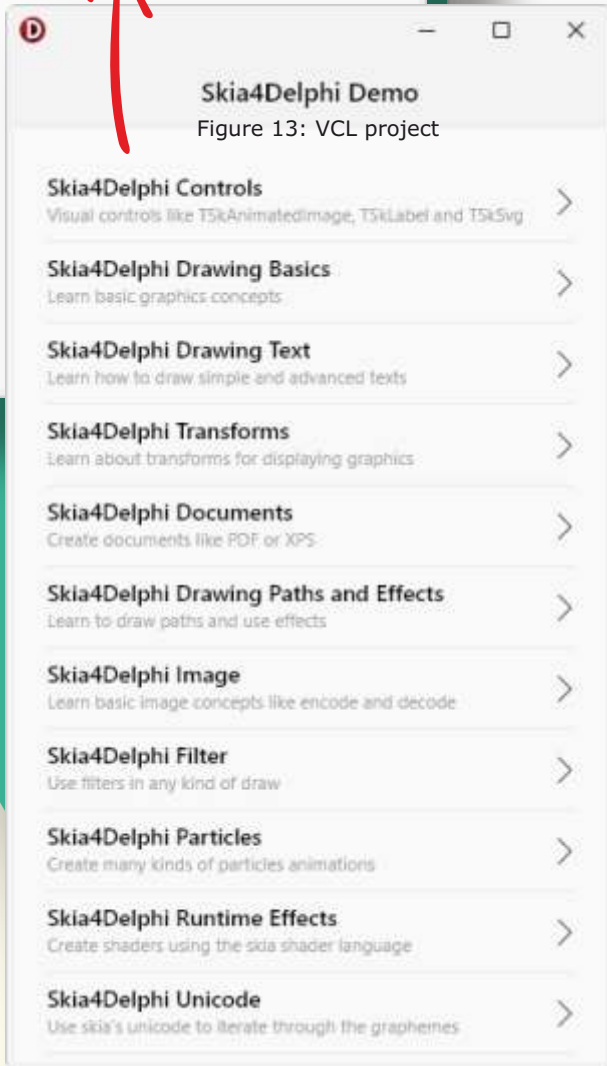 Skia4Delphi Demo
Figure 13: VCL project
Skia4Delphi Controls
Visual controls like TSkAnimatedImage, TSkLabel and TSkSvg
Skia4Delphi Drawing Basics
Learn basic graphics concepts
Skia4Delphi Drawing Text
Learn how to draw simple and advanced texts
Skia4Delphi Transforms
Learn about transforms for displaying graphics
Skia4Delphi Documents
Create documents like PDF or XPS
Skia4Delphi Drawing Paths and Effects
Learn to draw paths and use effects
Skia4Delphi Image
Learn basic image concepts like encode and decode
Skia4Delphi Filter
Use filters in any kind of draw
Skia4Delphi Particles
Create many kinds of particles animations
Skia4Delphi Runtime Effects
Create shaders using the skia shader language
Skia4Delphi Unicode
Use skia's unicode to iterate through the graphemes